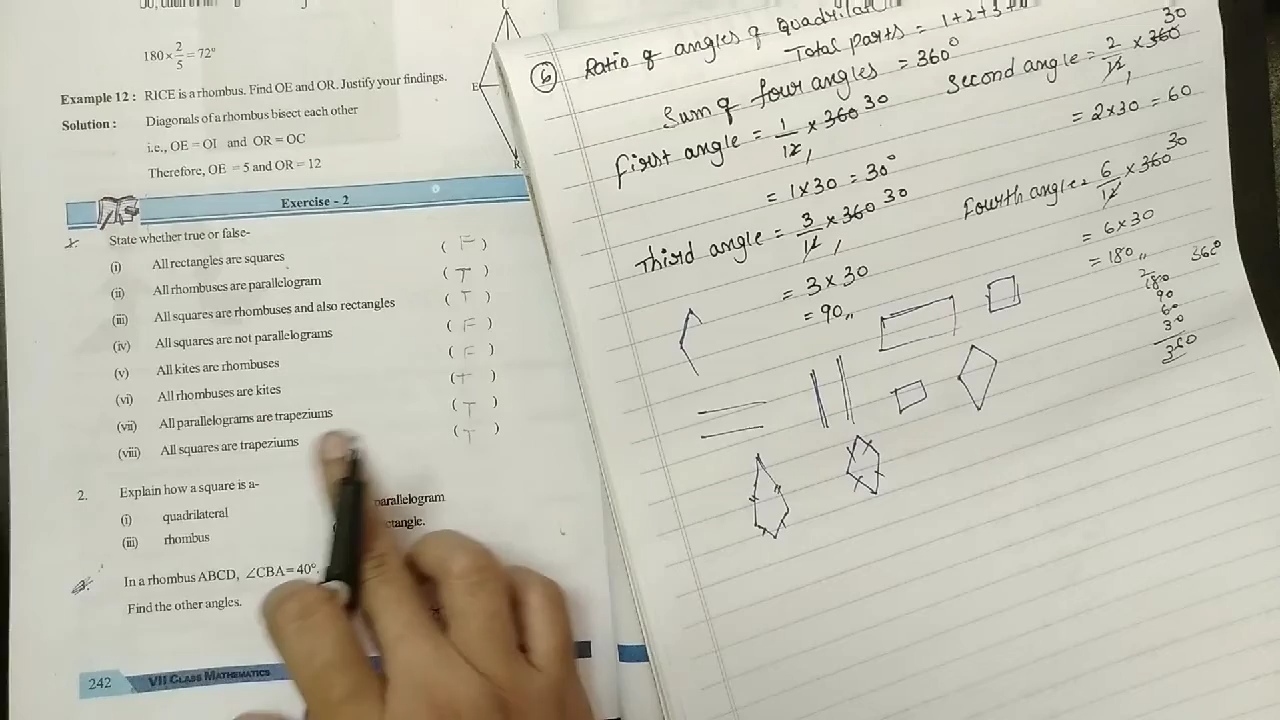 180 × 2/5 = 72°
Example 12 : RICE is a rhombus. Find OE and OR. Justify your findings.
Solution : Diagonals of a rhombus bisect each other
i.e., OE = OI and OR = OC
Therefore, OE = 5 and OR = 12
E
R
Exercise - 2
1. State whether true or false-
(i) All rectangles are squares ( F )
(ii) All rhombuses are parallelogram ( T )
(iii) All squares are rhombuses and also rectangles ( T )
(iv) All squares are not parallelograms ( F )
(v) All kites are rhombuses ( F )
(vi) All rhombuses are kites ( T )
(vii) All parallelograms are trapeziums ( T )
(viii) All squares are trapeziums ( T )
2. Explain how a square is a-
(i) quadrilateral parallelogram
(iii) rhombus
In a rhombus ABCD, ∠CBA = 40°.
Find the other angles.
242 VII CLASS MATHEMATICS
6 Ratio of angles of Quadrilat
Total parts = 1+2+3+
Sum of four angles = 360°
First angle = 1/12 × 360 30
= 1×30 = 30°
Second angle = 2/12 × 360 30
= 2×30 = 60
Third angle = 3/12 × 360 30
= 3×30
= 90,,
Fourth angle = 6/12 × 360 30
= 6×30
= 180,,
2
180
90
60
30
360
360°